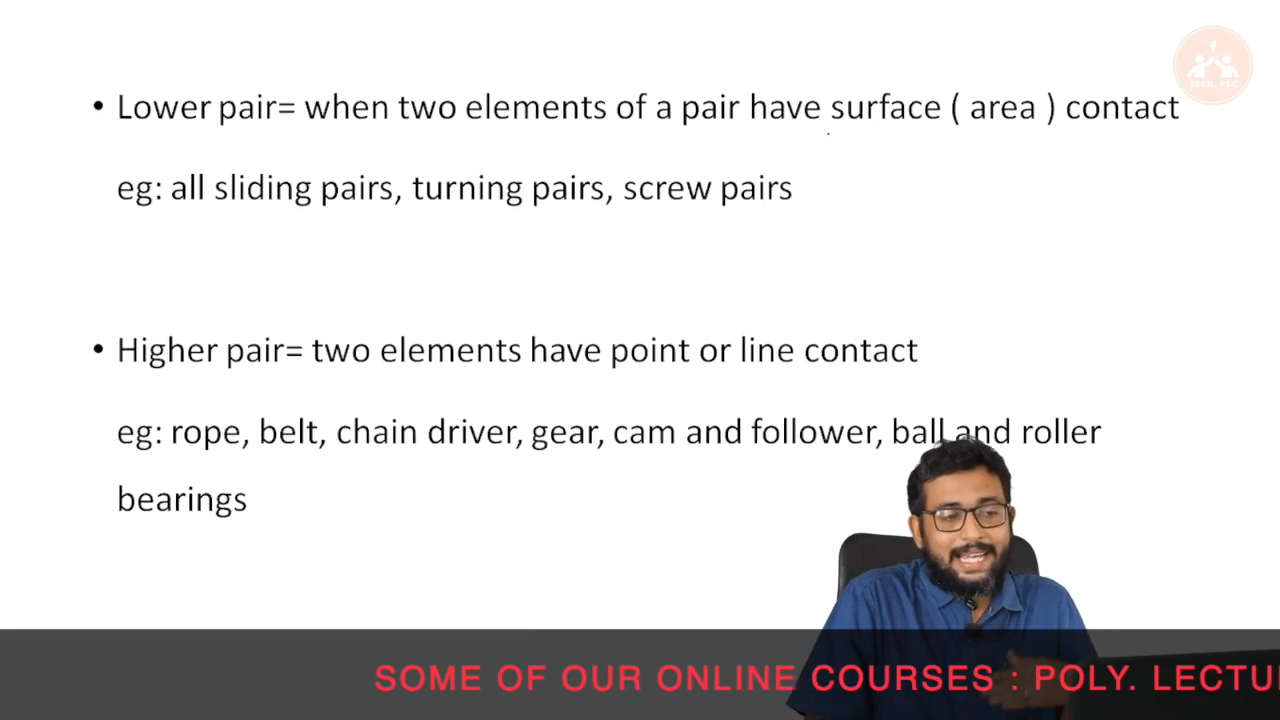 TECH. PSC
• Lower pair= when two elements of a pair have surface ( area ) contact
eg: all sliding pairs, turning pairs, screw pairs
• Higher pair= two elements have point or line contact
eg: rope, belt, chain driver, gear, cam and follower, ball and roller
bearings
SOME OF OUR ONLINE COURSES : POLY. LECTU